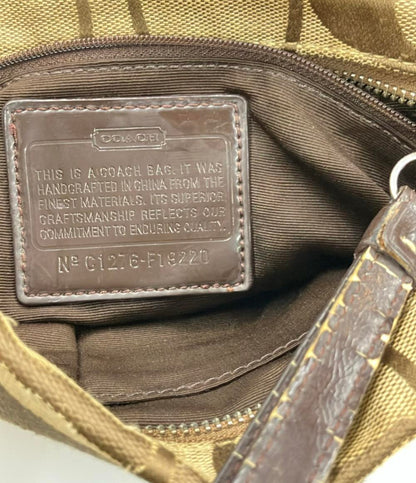 COACH
THIS IS A COACH BAG. IT WAS
HANDCRAFTED IN CHINA FROM THE
FINEST MATERIALS. ITS SUPERIOR
CRAFTSMANSHIP REFLECTS OUR
COMMITMENT TO ENDURING QUALITY.
Nº C1276-F19220